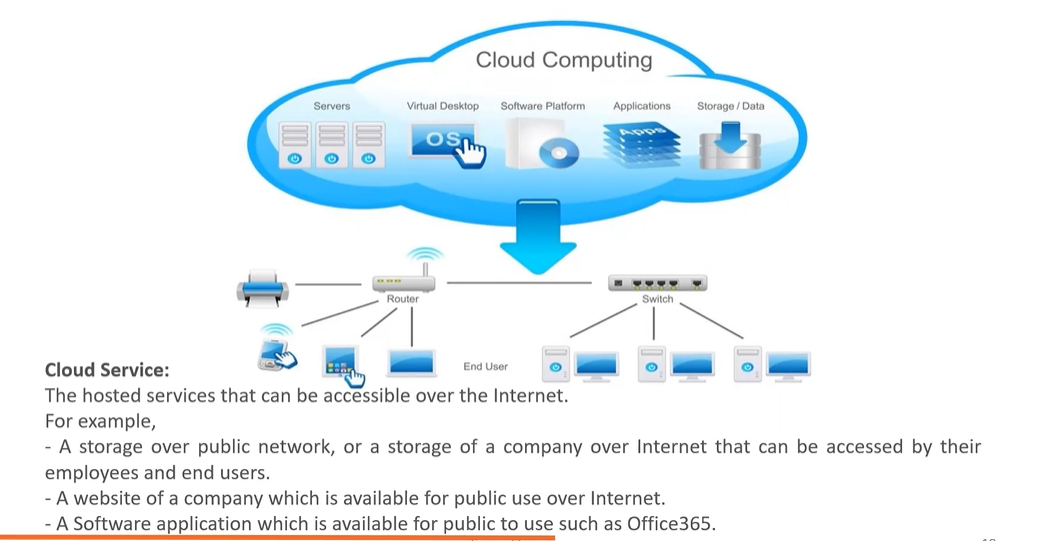 Cloud Computing
Servers
Virtual Desktop
Software Platform
Applications
Storage / Data
OS
Apps
Router
Switch
End User
Cloud Service:
The hosted services that can be accessible over the Internet.
For example,
- A storage over public network, or a storage of a company over Internet that can be accessed by their
employees and end users.
- A website of a company which is available for public use over Internet.
- A Software application which is available for public to use such as Office365.